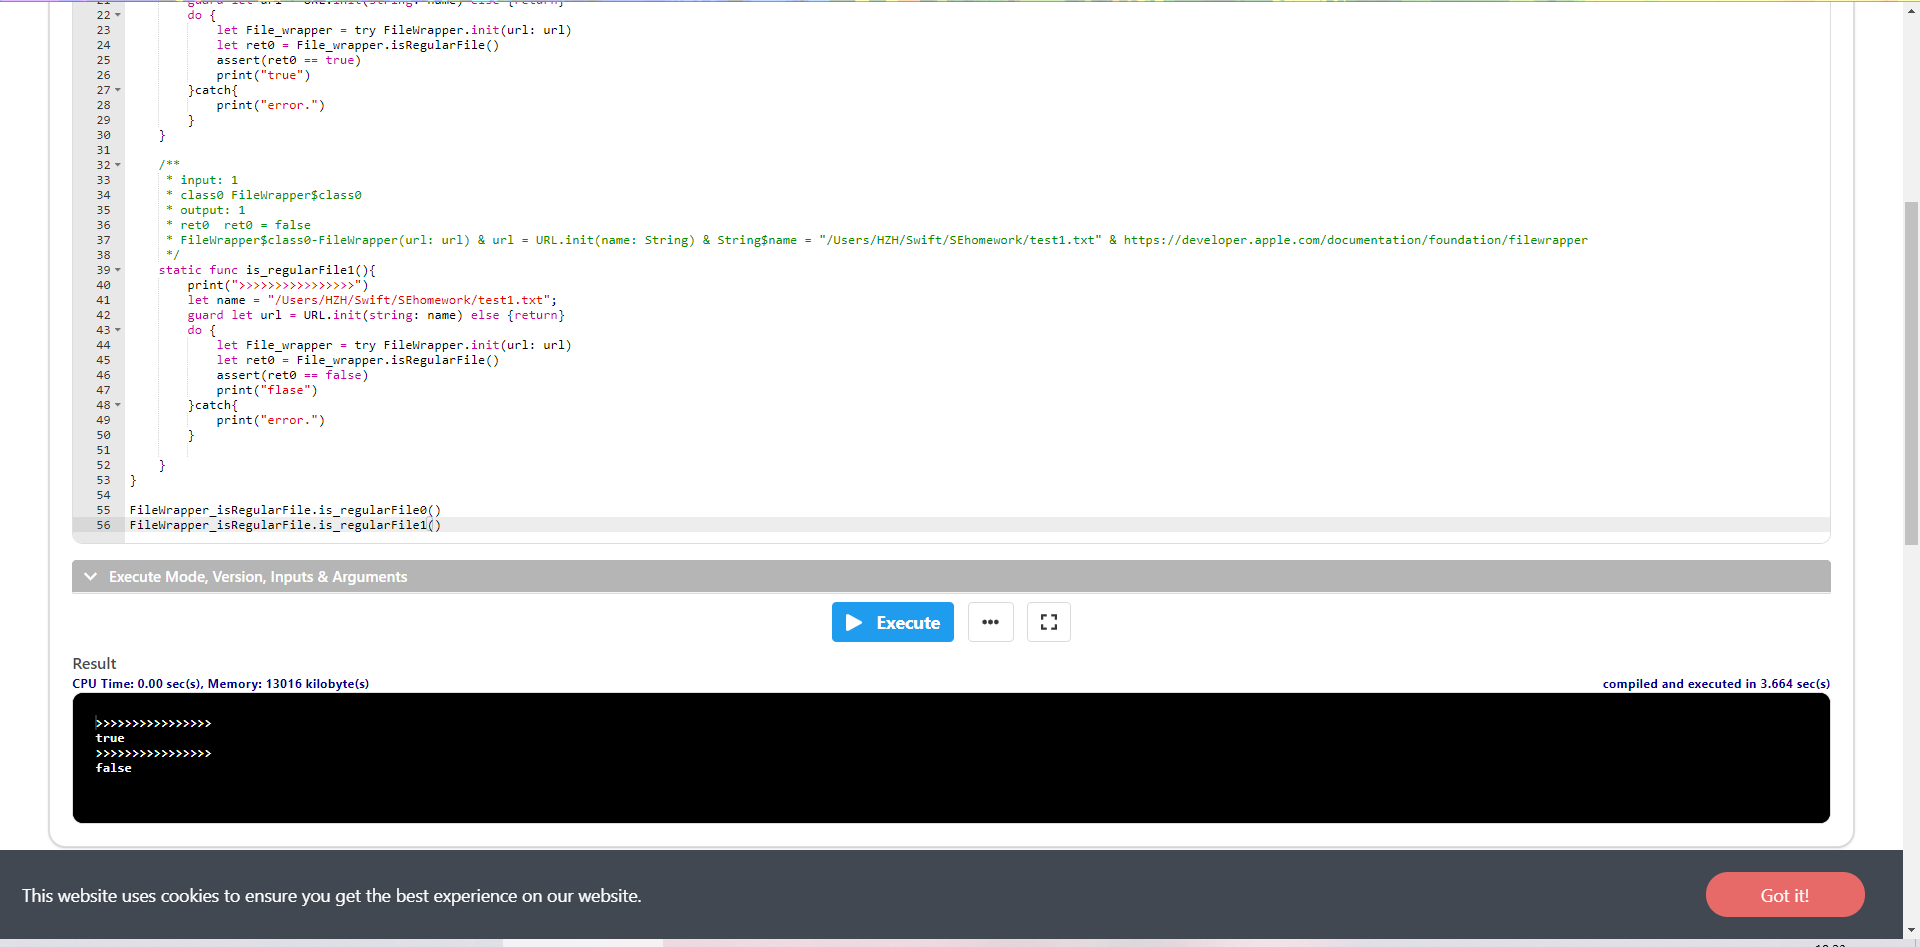 22 do {
23 let File_wrapper = try FileWrapper.init(url: url)
24 let ret0 = File_wrapper.isRegularFile()
25 assert(ret0 == true)
26 print("true")
27 }catch{
28 print("error.")
29 }
30 }
31
32 /**
33 * input: 1
34 * class0 FileWrapper$class0
35 * output: 1
36 * ret0 ret0 = false
37 * FileWrapper$class0-FileWrapper(url: url) & url = URL.init(name: String) & String$name = "/Users/HZH/Swift/SEhomework/test1.txt" & https://developer.apple.com/documentation/foundation/filewrapper
38 */
39 static func is_regularFile1(){
40 print(">>>>>>>>>>>>>>>>")
41 let name = "/Users/HZH/Swift/SEhomework/test1.txt";
42 guard let url = URL.init(string: name) else {return}
43 do {
44 let File_wrapper = try FileWrapper.init(url: url)
45 let ret0 = File_wrapper.isRegularFile()
46 assert(ret0 == false)
47 print("flase")
48 }catch{
49 print("error.")
50 }
51
52 }
53 }
54
55 FileWrapper_isRegularFile.is_regularFile0()
56 FileWrapper_isRegularFile.is_regularFile1()
Execute Mode, Version, Inputs & Arguments
Execute
Result
CPU Time: 0.00 sec(s), Memory: 13016 kilobyte(s)
compiled and executed in 3.664 sec(s)
>>>>>>>>>>>>>>>>
true
>>>>>>>>>>>>>>>>
false
This website uses cookies to ensure you get the best experience on our website.
Got it!